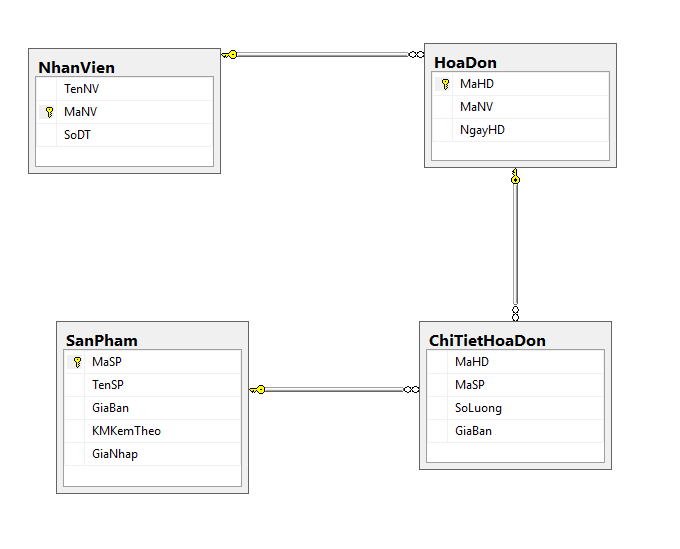 NhanVien
TenNV
MaNV
SoDT
HoaDon
MaHD
MaNV
NgayHD
SanPham
MaSP
TenSP
GiaBan
KMKemTheo
GiaNhap
ChiTietHoaDon
MaHD
MaSP
SoLuong
GiaBan